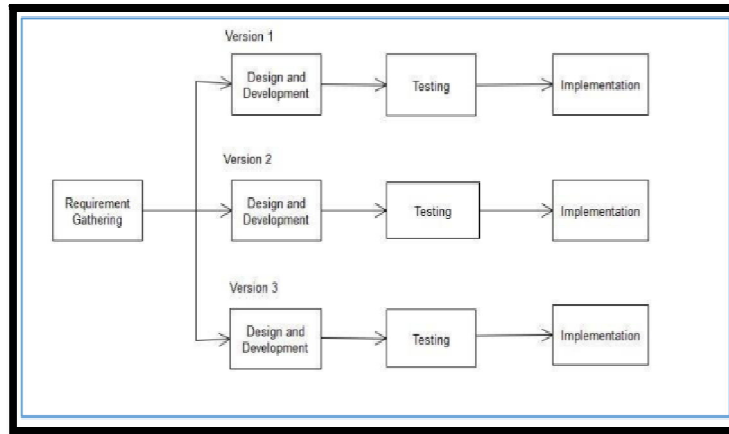 Version 1
Design and
Development
Testing
Implementation
Version 2
Requirement
Gathering
Design and
Development
Testing
Implementation
Version 3
Design and
Development
Testing
Implementation